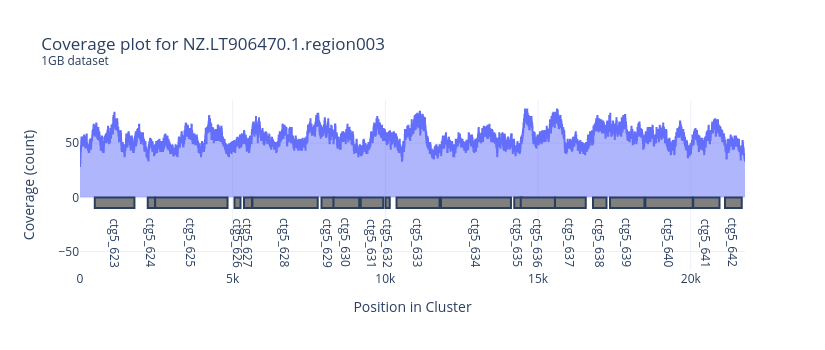 Coverage plot for NZ.LT906470.1.region003
1GB dataset
Coverage (count)
50
0
−50
ctg5_623
ctg5_624
ctg5_625
ctg5_626
ctg5_627
ctg5_628
ctg5_629
ctg5_630
ctg5_631
ctg5_632
ctg5_633
ctg5_634
ctg5_635
ctg5_636
ctg5_637
ctg5_638
ctg5_639
ctg5_640
ctg5_641
ctg5_642
0
5k
10k
15k
20k
Position in Cluster